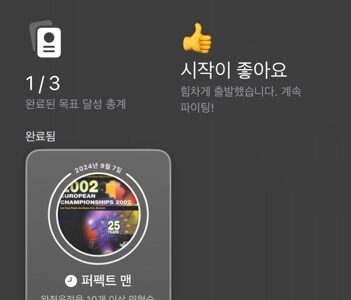 1/3
완료된 목표 달성 총계
시작이 좋아요
힘차게 출발했습니다. 계속
파이팅!
완료됨
2024년 9월 7일
2002
EUROPEAN
CHAMPIONSHIPS 2002
25
YEARS
퍼펙트 맨